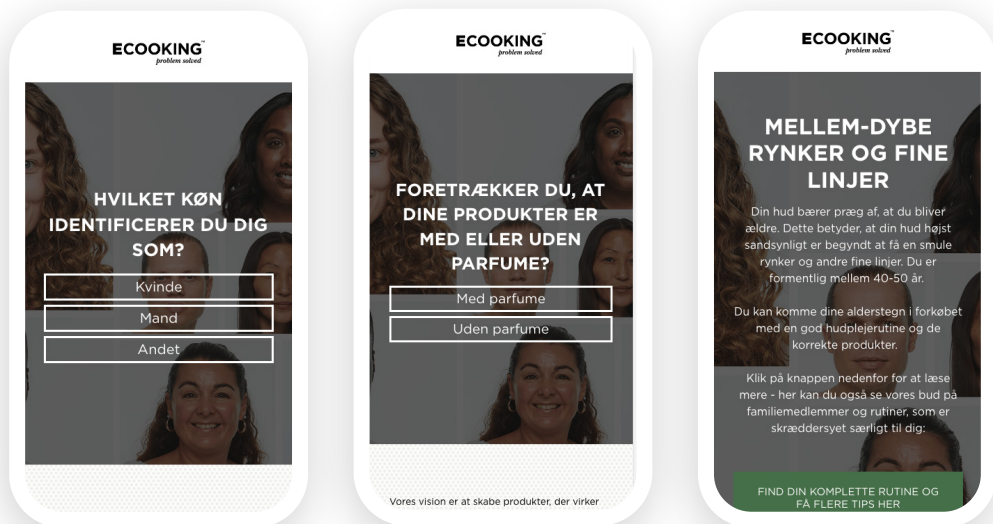 ECOOKING™
problem solved
HVILKET KØN
IDENTIFICERER DU DIG
SOM?
Kvinde
Mand
Andet
ECOOKING™
problem solved
FORETRÆKKER DU, AT
DINE PRODUKTER ER
MED ELLER UDEN
PARFUME?
Med parfume
Uden parfume
Vores vision er at skabe produkter, der virker
ECOOKING™
problem solved
MELLEM-DYBE
RYNKER OG FINE
LINJER
Din hud bærer præg af, at du bliver
ældre. Dette betyder, at din hud højst
sandsynligt er begyndt at få en smule
rynker og andre fine linjer. Du er
formentlig mellem 40-50 år.
Du kan komme dine alderstegn i forkøbet
med en god hudplejerutine og de
korrekte produkter.
Klik på knappen nedenfor for at læse
mere - her kan du også se vores bud på
familiemedlemmer og rutiner, som er
skræddersyet særligt til dig:
FIND DIN KOMPLETTE RUTINE OG
FÅ FLERE TIPS HER